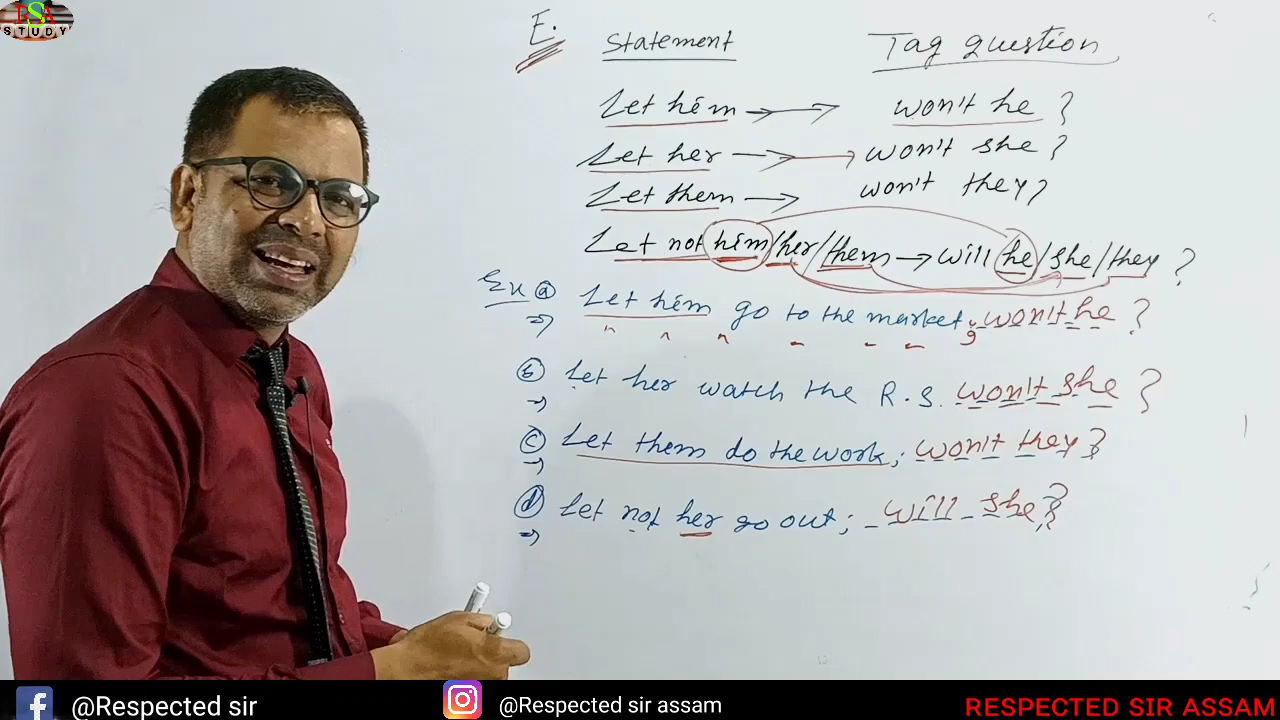 RSA
STUDY
E. Statement Tag question
Let him → won't he ?
Let her → won't she ?
Let them → won't they ?
Let not him/her/them → will he/she/they ?
Ex (a) Let him go to the market; won't he ?
(b) Let her watch the R.S. won't she ?
(c) Let them do the work; won't they ?
(d) Let not her go out; will she ?
@Respected sir @Respected sir assam RESPECTED SIR ASSAM